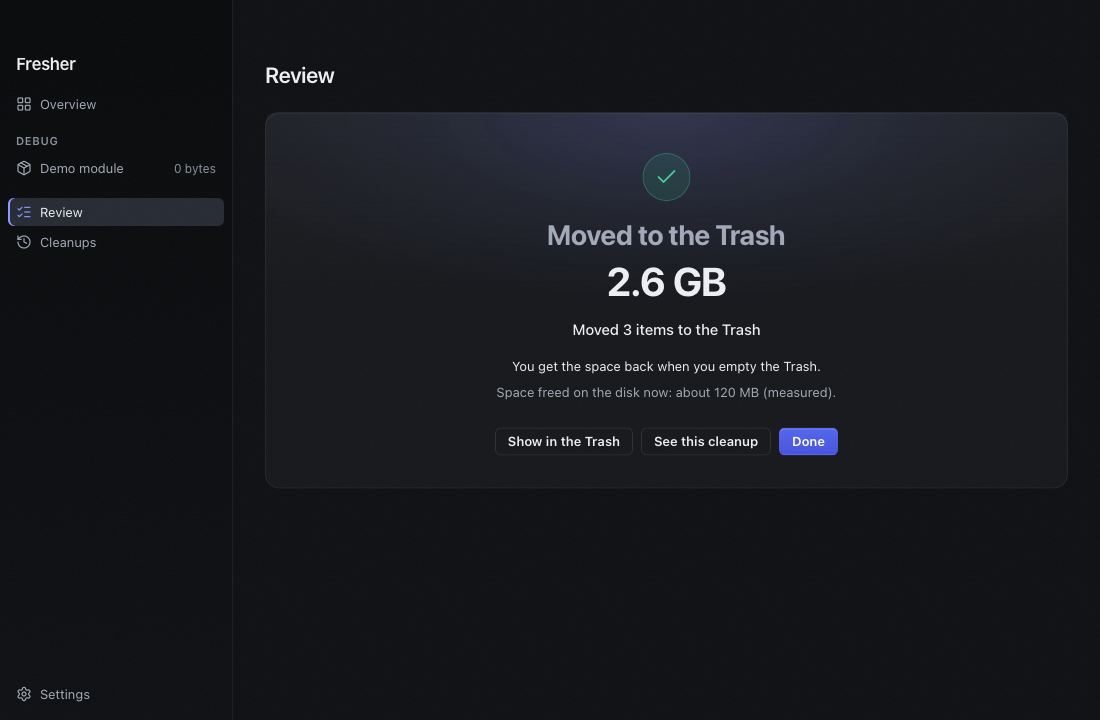 Fresher
Overview
DEBUG
Demo module 0 bytes
Review
Cleanups
Settings
Review
Moved to the Trash
2.6 GB
Moved 3 items to the Trash
You get the space back when you empty the Trash.
Space freed on the disk now: about 120 MB (measured).
Show in the Trash See this cleanup Done